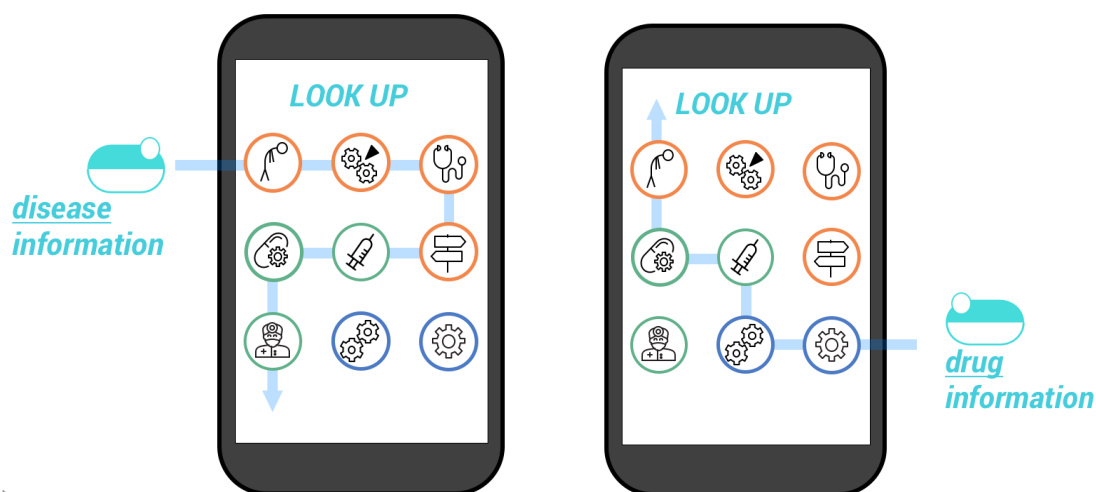 LOOK UP
disease
information
LOOK UP
drug
information